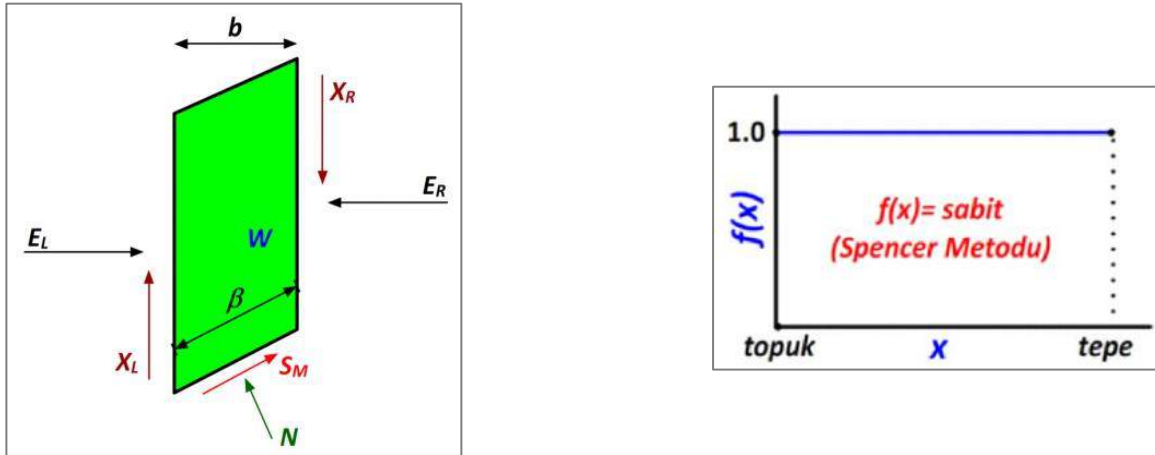 b
X_R
E_R
E_L
W
β
X_L
S_M
N
1.0
f(x)
f(x)= sabit
(Spencer Metodu)
topuk X tepe